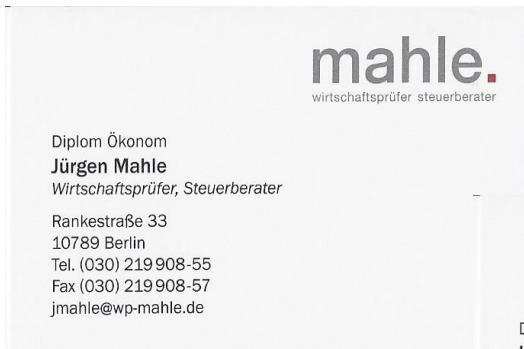 mahle.
wirtschaftsprüfer steuerberater
Diplom Ökonom
Jürgen Mahle
Wirtschaftsprüfer, Steuerberater
Rankestraße 33
10789 Berlin
Tel. (030) 219 908-55
Fax (030) 219 908-57
jmahle@wp-mahle.de